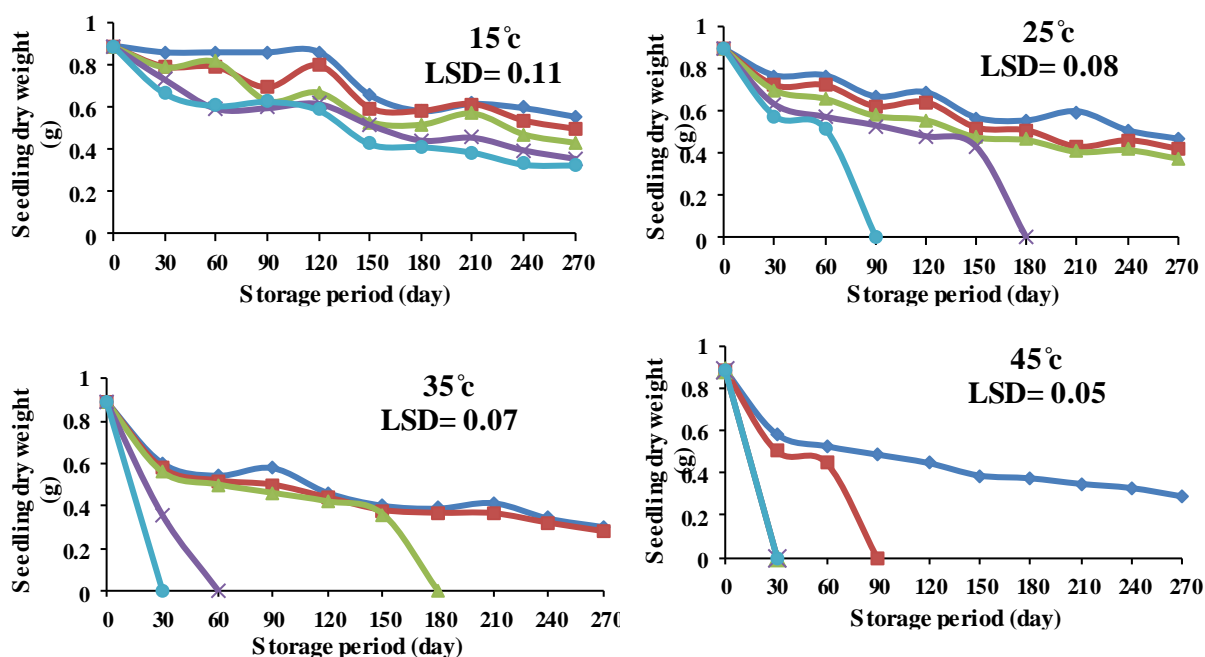 15°c
LSD= 0.11
Seedling dry weight
(g)
1
0.8
0.6
0.4
0.2
0
0 30 60 90 120 150 180 210 240 270
Storage period (day)
25°c
LSD= 0.08
Seedling dry weight
(g)
1
0.8
0.6
0.4
0.2
0
0 30 60 90 120 150 180 210 240 270
Storage period (day)
35°c
LSD= 0.07
Seedling dry weight
(g)
1
0.8
0.6
0.4
0.2
0
0 30 60 90 120 150 180 210 240 270
Storage period (day)
45°c
LSD= 0.05
Seedling dry weight
(g)
1
0.8
0.6
0.4
0.2
0
0 30 60 90 120 150 180 210 240 270
Storage period (day)